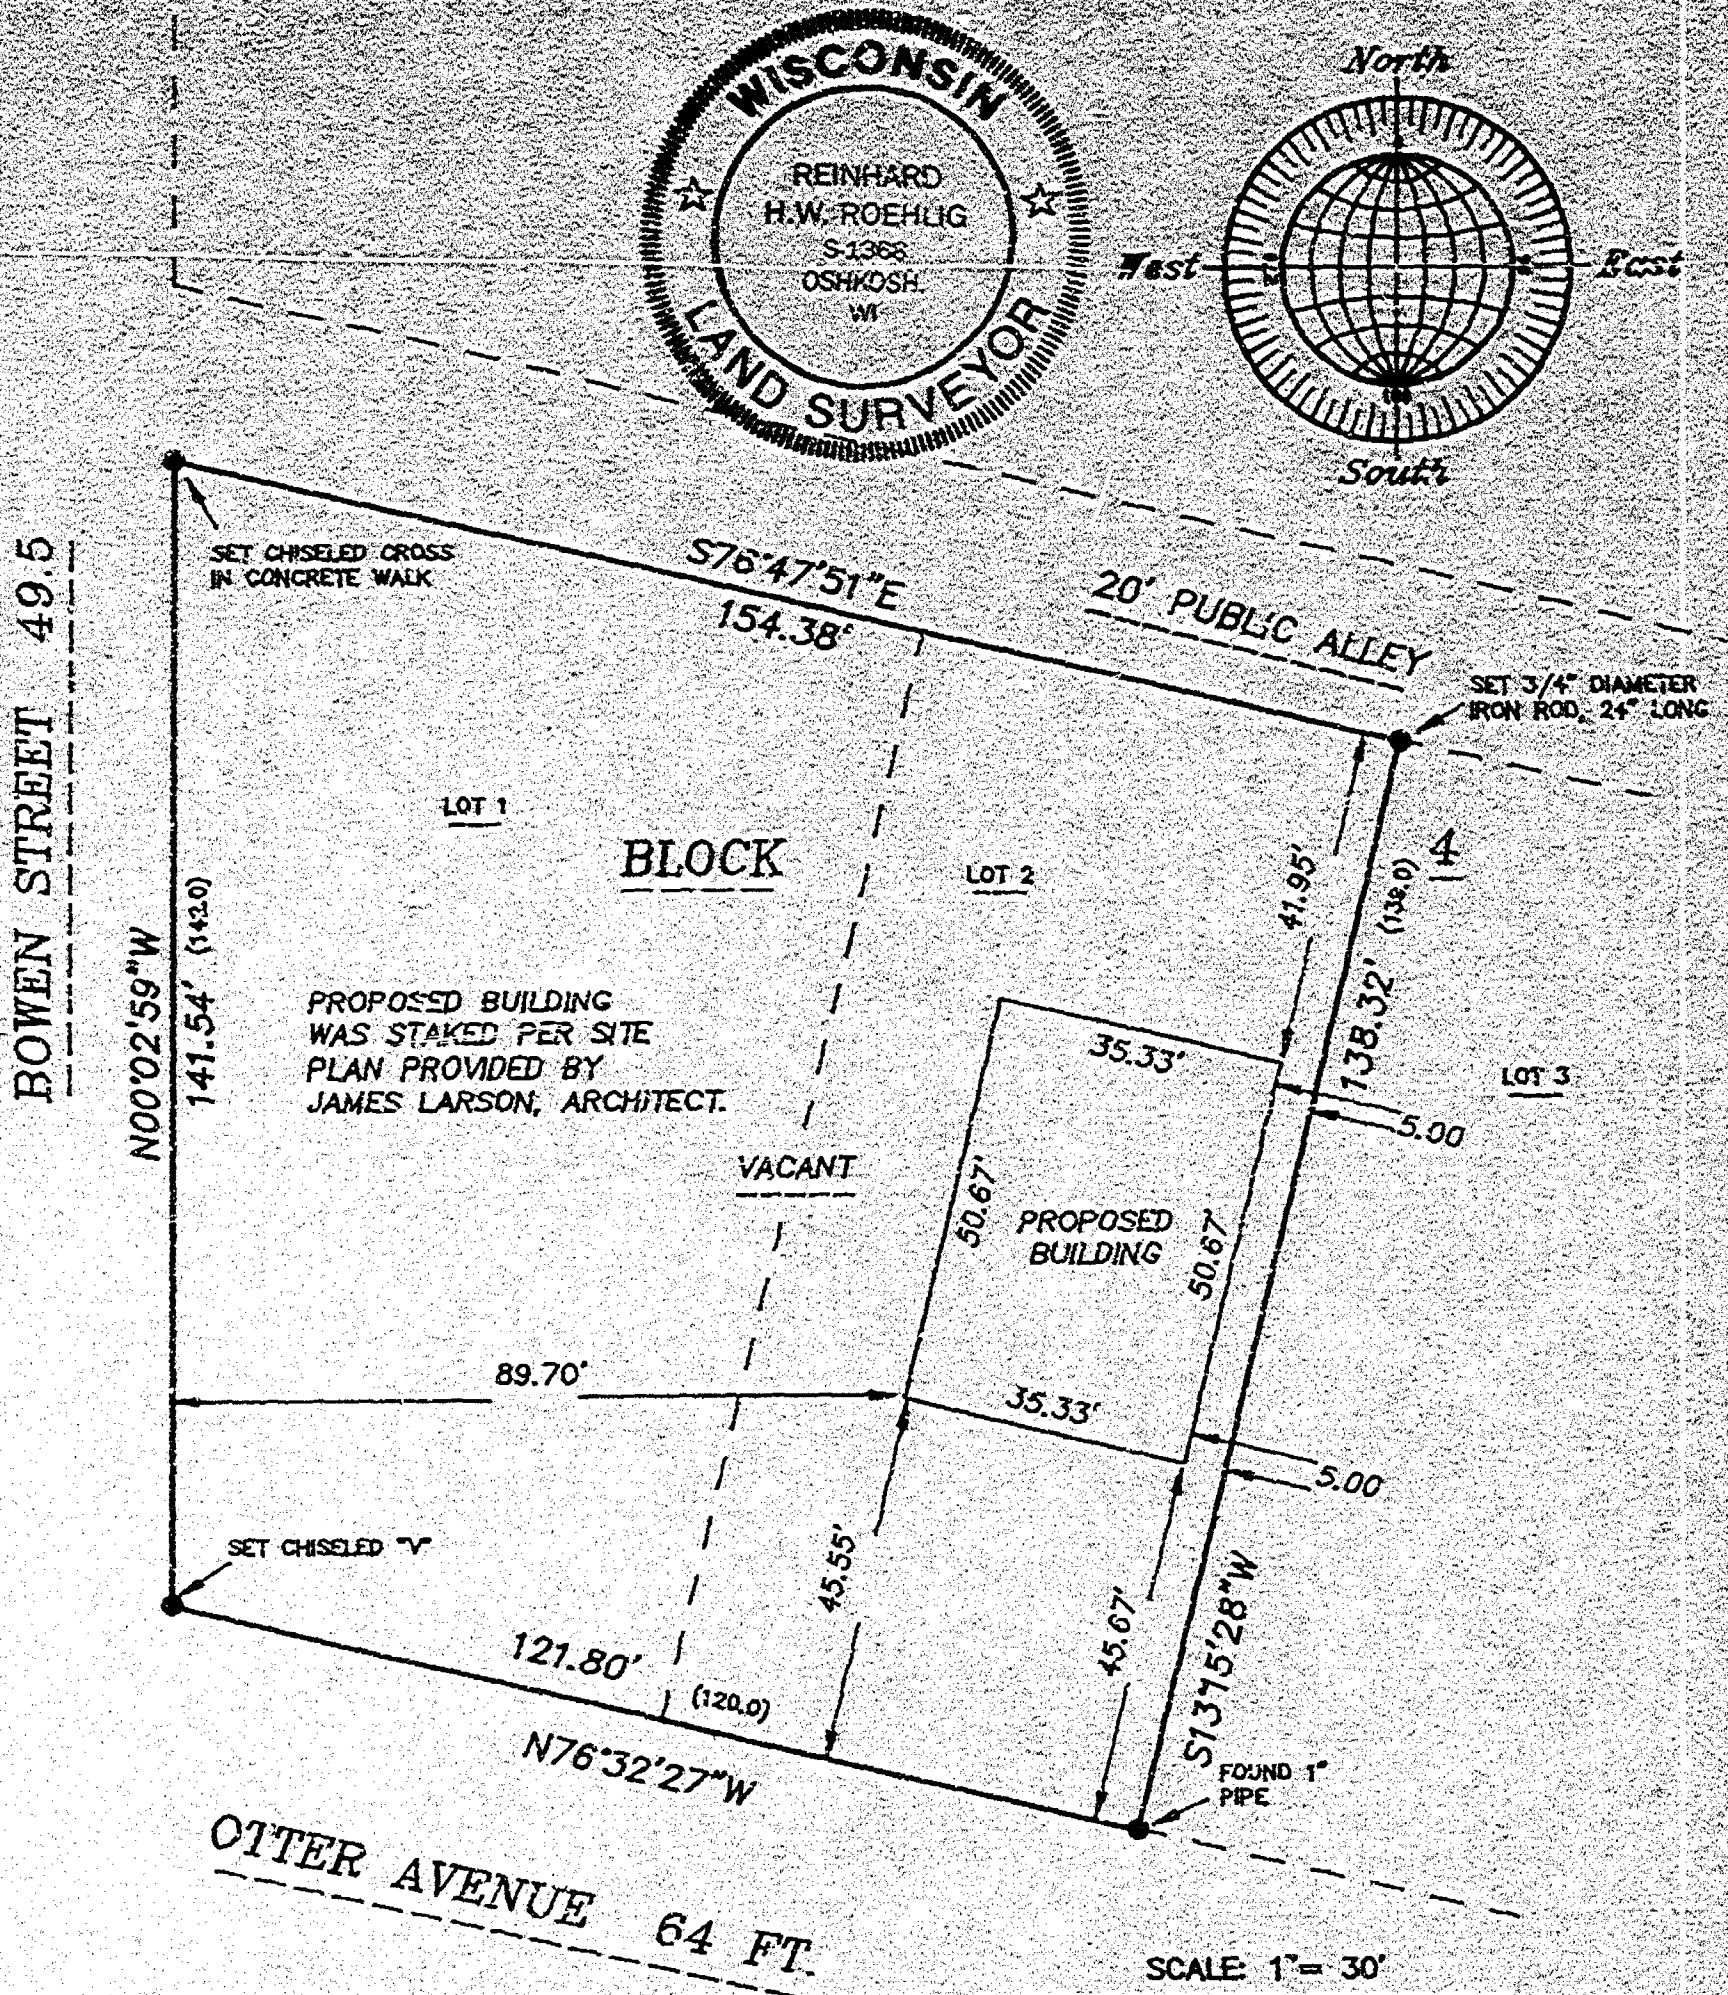 WISCONSIN
REINHARD
H.W. ROEHLIG
S-1368
OSHKOSH,
WI
LAND SURVEYOR
North
West
East
South
BOWEN STREET 49.5
SET CHISELED CROSS
IN CONCRETE WALK
S76°47'51"E
154.38'
20' PUBLIC ALLEY
SET 3/4" DIAMETER
IRON ROD, 24" LONG
LOT 1
BLOCK
LOT 2
4
41.95'
138.32'
N00°02'59"W
141.54' (142.0)
PROPOSED BUILDING
WAS STAKED PER SITE
PLAN PROVIDED BY
JAMES LARSON, ARCHITECT.
35.33'
LOT 3
5.00
VACANT
50.67'
PROPOSED
BUILDING
50.67'
89.70'
35.33'
5.00
SET CHISELED "V"
45.55'
45.67'
S13°15'28"W
121.80'
(120.0)
N76°32'27"W
FOUND 1"
PIPE
OTTER AVENUE 64 FT.
SCALE: 1"= 30'